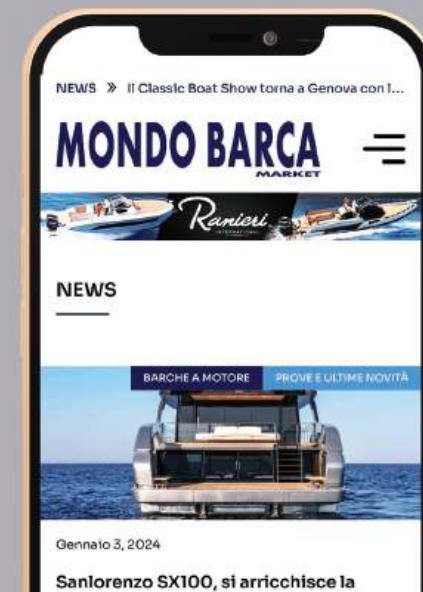 NEWS » Il Classic Boat Show torna a Genova con l...
MONDO BARCA
MARKET
Ranieri
INTERNATIONAL
NEWS
BARCHE A MOTORE
PROVE E ULTIME NOVITÀ
Gennaio 3, 2024
Sanlorenzo SX100, si arricchisce la